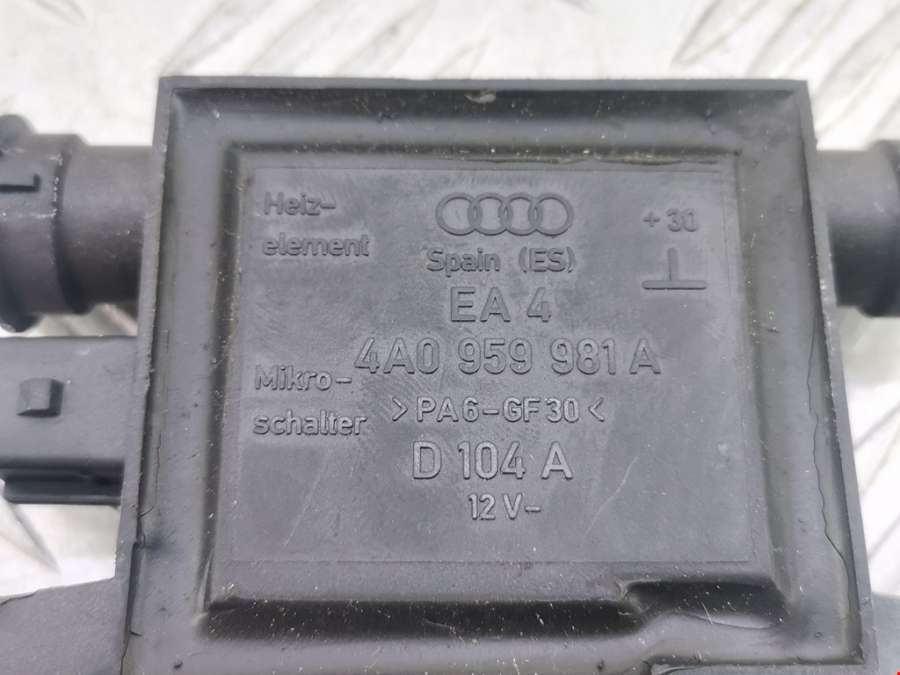 Heiz-
element
+ 30
Spain (ES)
EA 4
4A0 959 981 A
Mikro-
schalter
>PA6-GF30<
D 104 A
12 V-